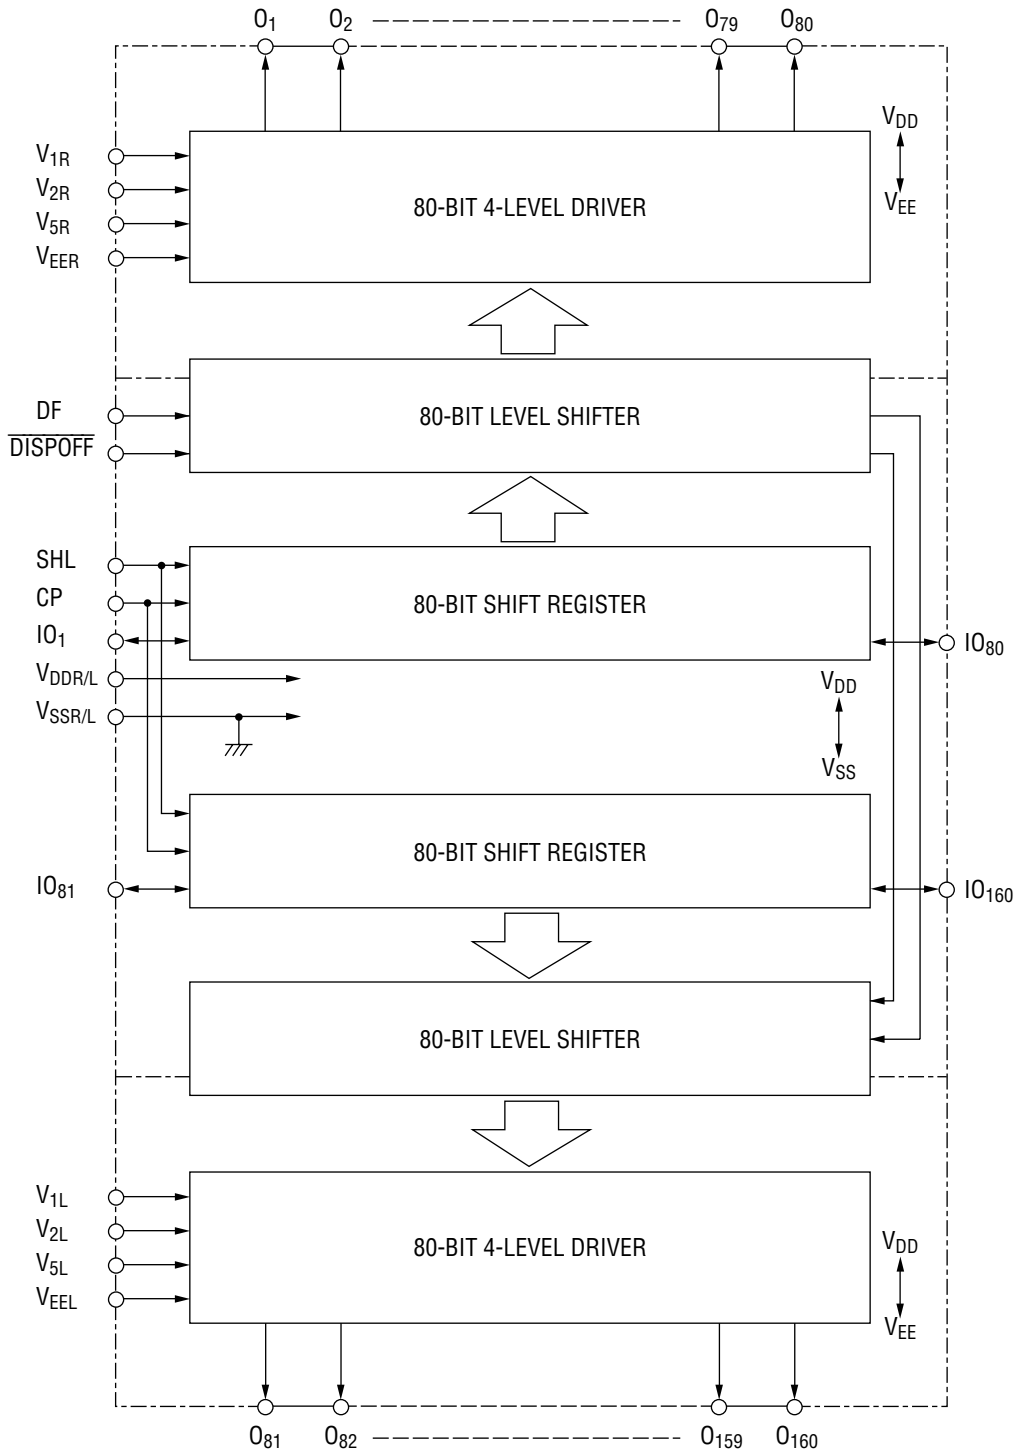 O1 O2 O79 O80
VDD
V1R
V2R
80-BIT 4-LEVEL DRIVER
VEE
V5R
VEER
DF
80-BIT LEVEL SHIFTER
DISPOFF
SHL
CP
80-BIT SHIFT REGISTER
IO1
IO80
VDDR/L
VDD
VSSR/L
VSS
80-BIT SHIFT REGISTER
IO81
IO160
80-BIT LEVEL SHIFTER
V1L
V2L
80-BIT 4-LEVEL DRIVER
VDD
V5L
VEEL
VEE
O81 O82 O159 O160